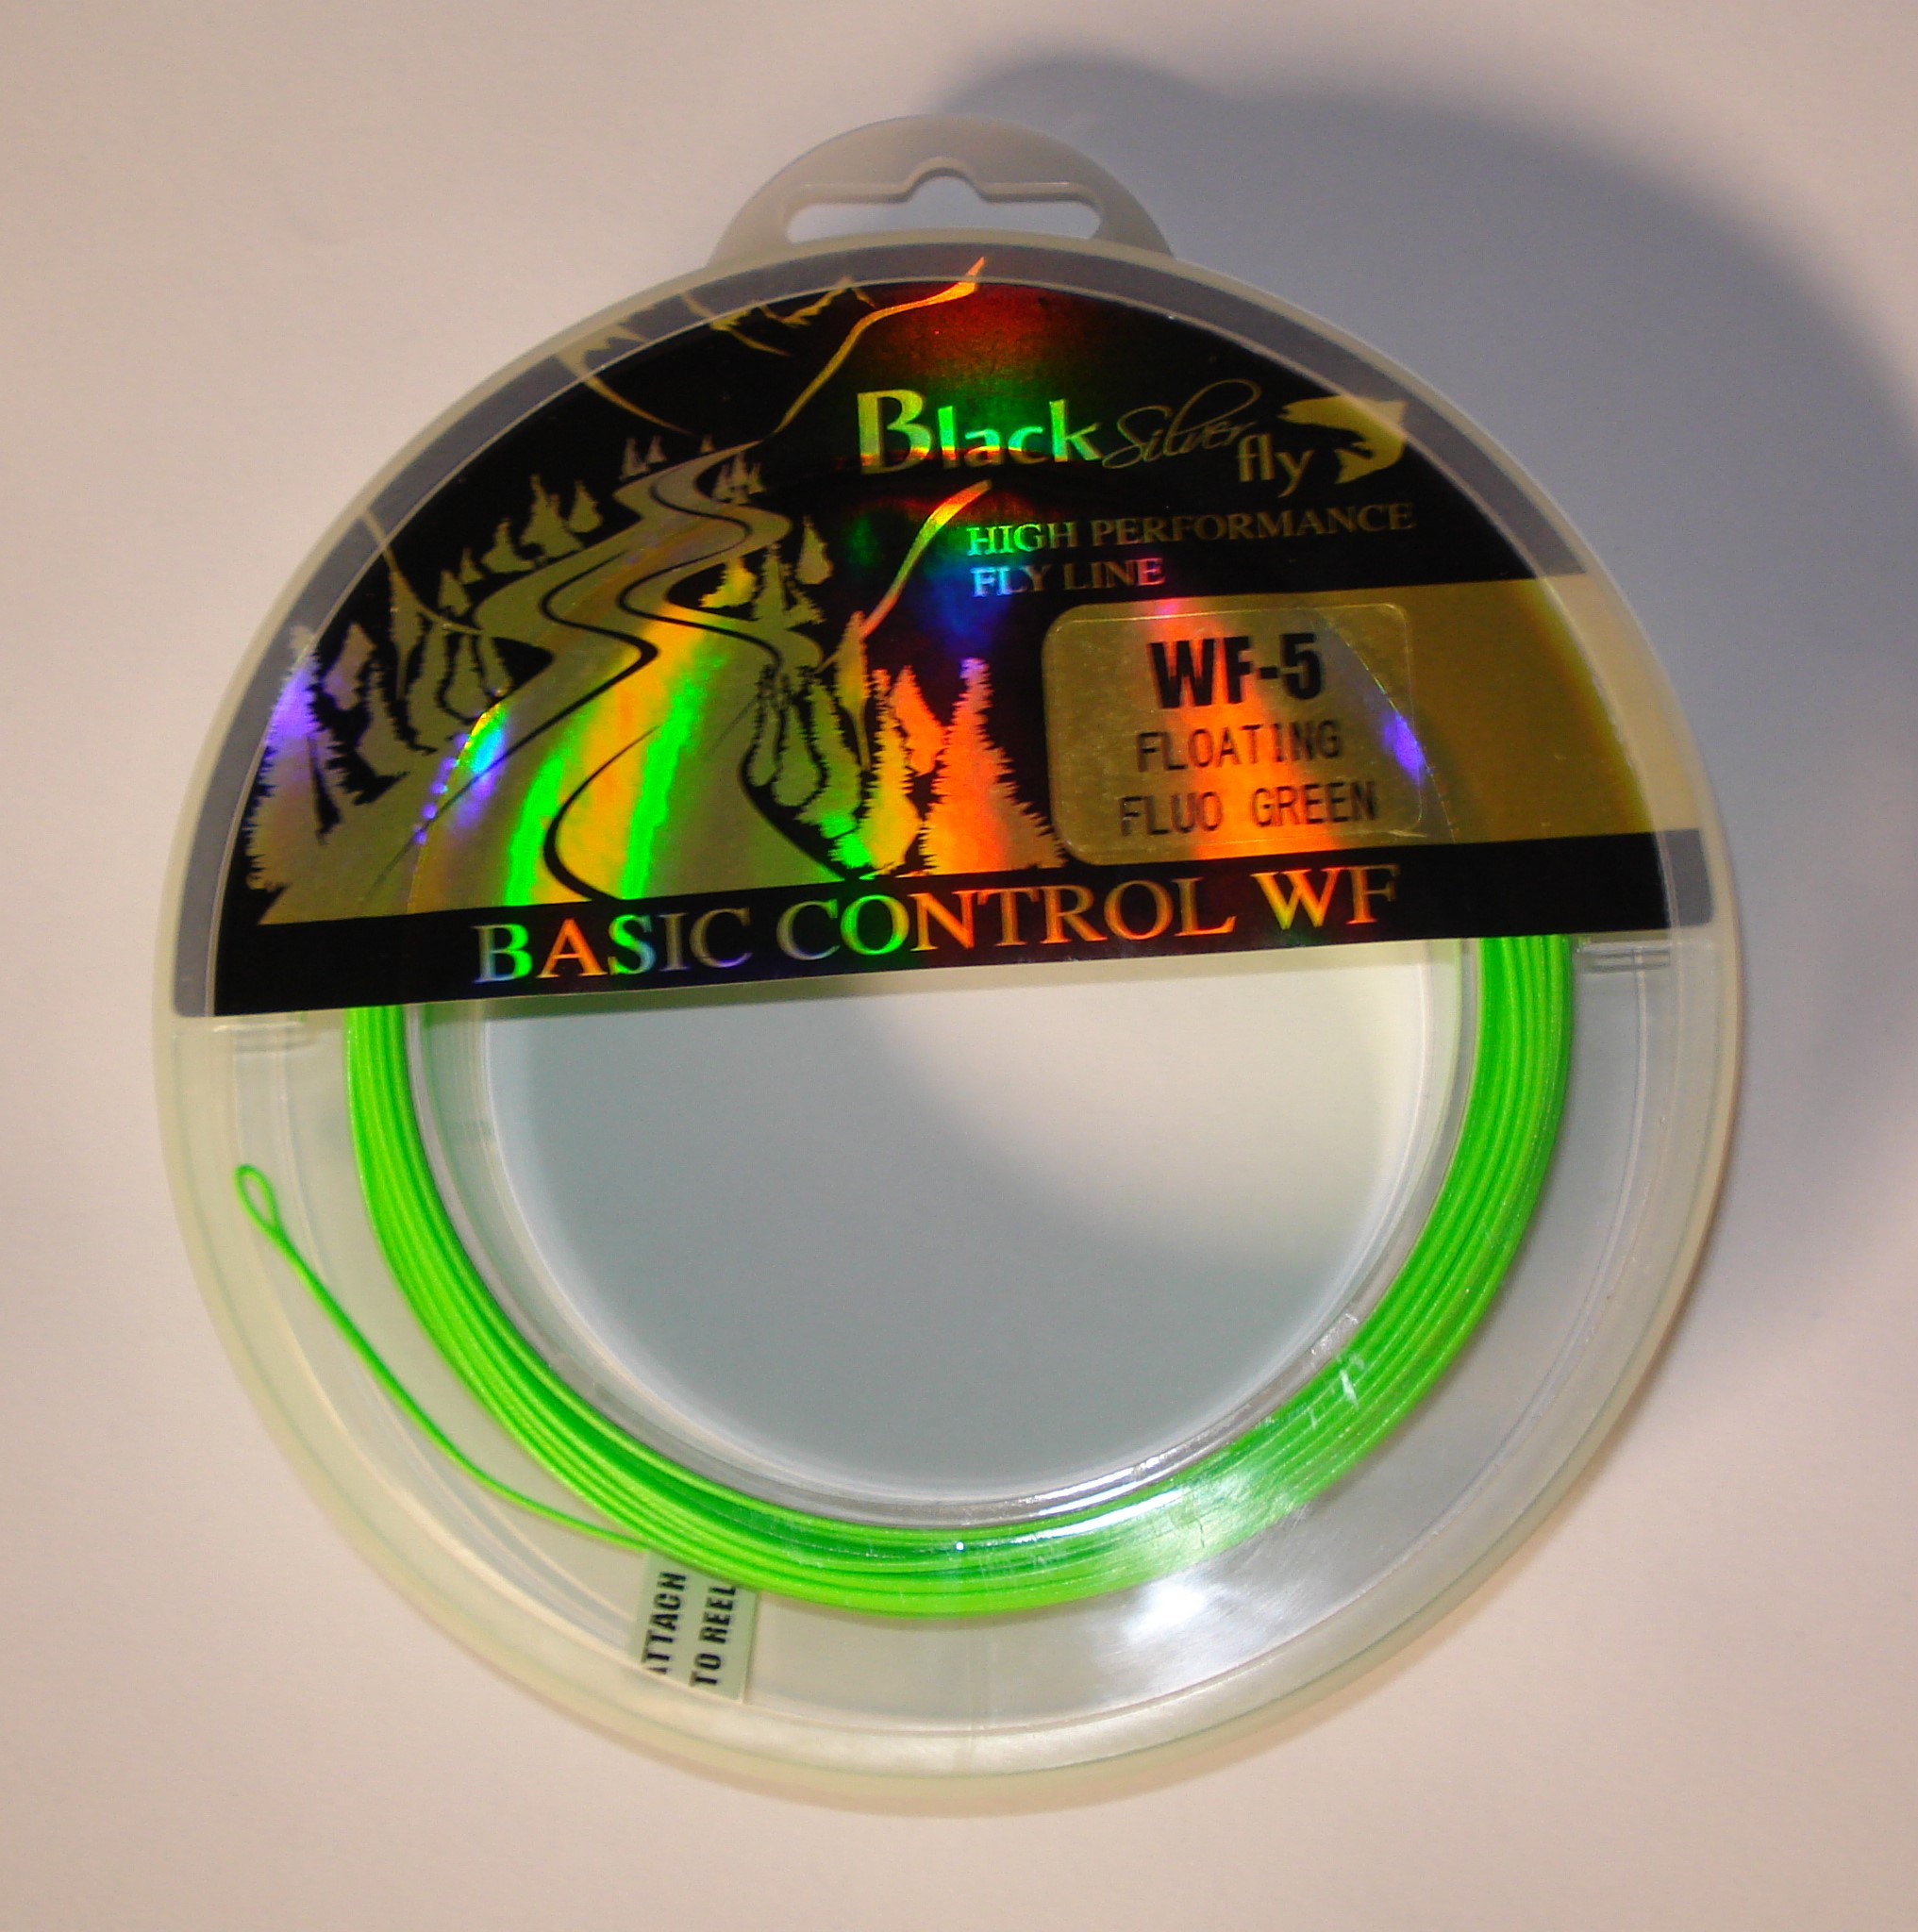 Black Silver fly
HIGH PERFORMANCE
FLY LINE
WF-5
FLOATING
FLUO GREEN
BASIC CONTROL WF
ATTACH
TO REEL